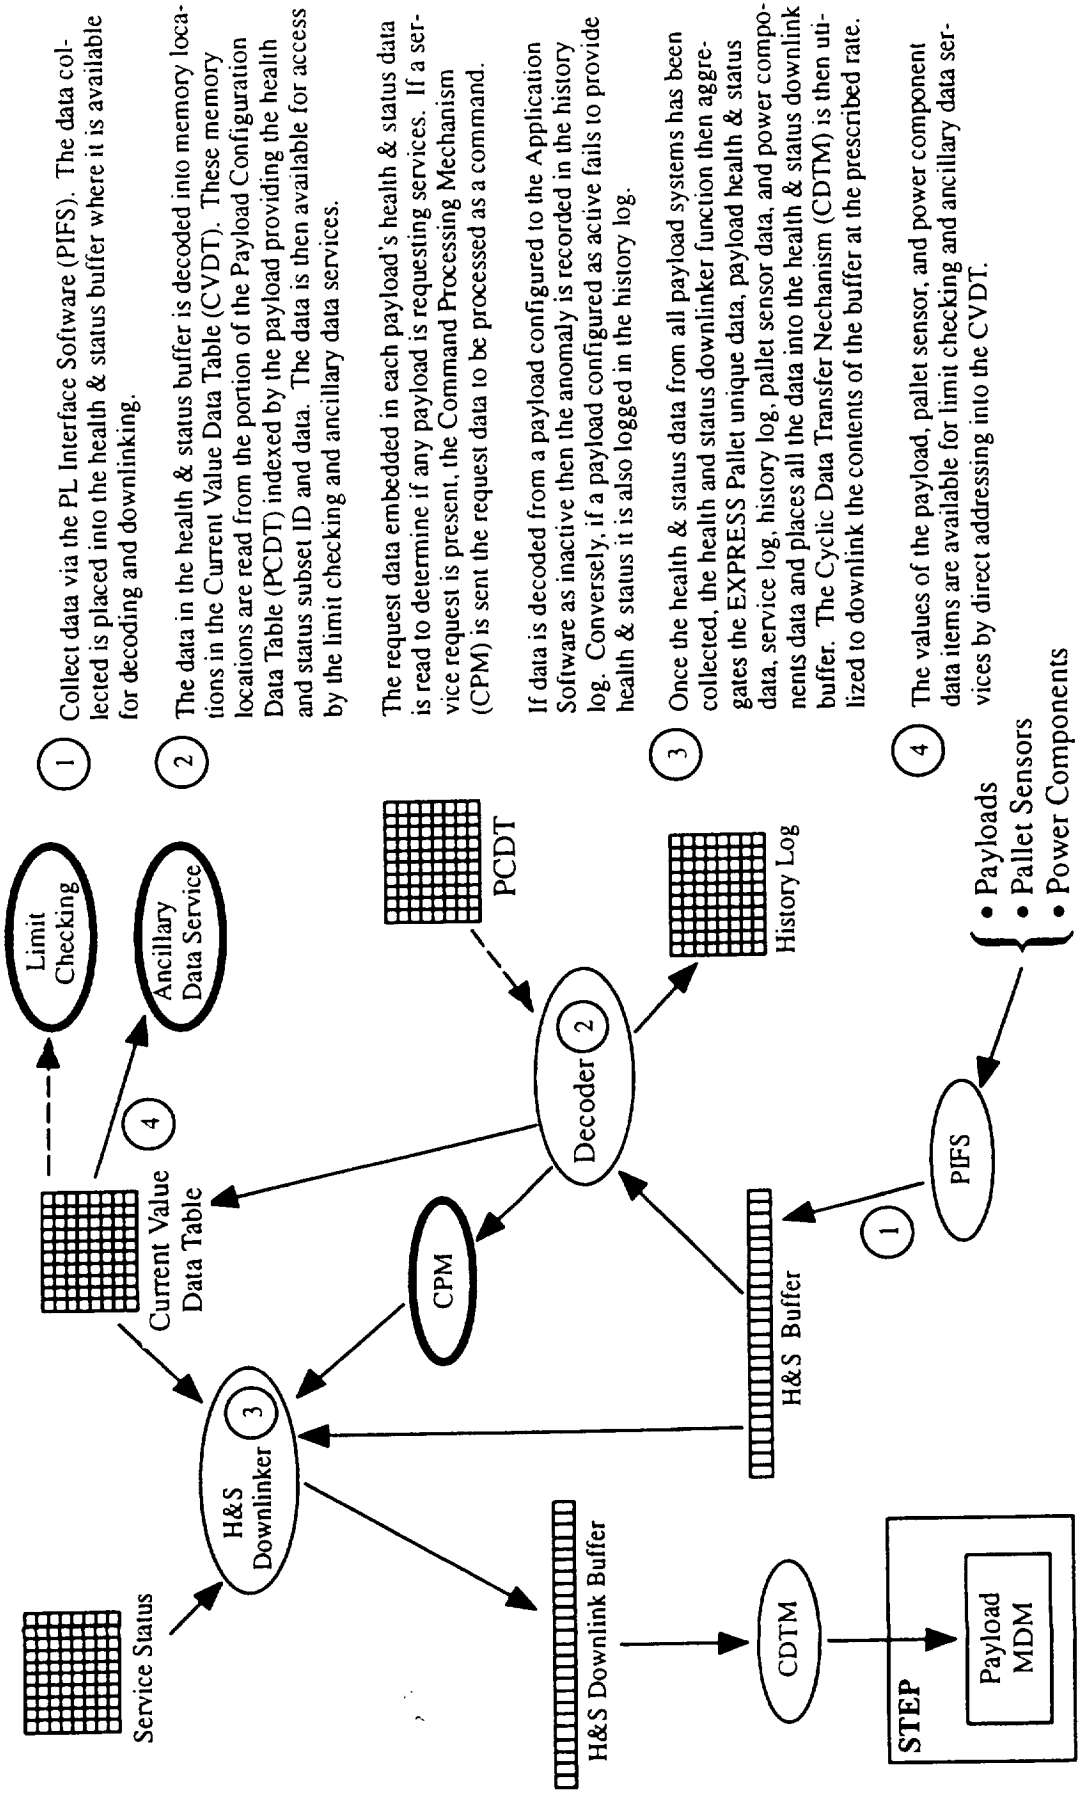 Service Status
H&S
Downlinker
3
Current Value
Data Table
4
Limit
Checking
Ancillary
Data Service
CPM
Decoder
2
PCDT
History Log
H&S Downlink Buffer
H&S Buffer
1
PIFS
• Payloads
• Pallet Sensors
• Power Components
CDTM
STEP
Payload
MDM
1
Collect data via the PL Interface Software (PIFS). The data col-
lected is placed into the health & status buffer where it is available
for decoding and downlinking.
2
The data in the health & status buffer is decoded into memory loca-
tions in the Current Value Data Table (CVDT). These memory
locations are read from the portion of the Payload Configuration
Data Table (PCDT) indexed by the payload providing the health
and status subset ID and data. The data is then available for access
by the limit checking and ancillary data services.
The request data embedded in each payload's health & status data
is read to determine if any payload is requesting services. If a ser-
vice request is present, the Command Processing Mechanism
(CPM) is sent the request data to be processed as a command.
If data is decoded from a payload configured to the Application
Software as inactive then the anomaly is recorded in the history
log. Conversely, if a payload configured as active fails to provide
health & status it is also logged in the history log.
3
Once the health & status data from all payload systems has been
collected, the health and status downlinker function then aggre-
gates the EXPRESS Pallet unique data, payload health & status
data, service log, history log, pallet sensor data, and power compo-
nents data and places all the data into the health & status downlink
buffer. The Cyclic Data Transfer Nechanism (CDTM) is then uti-
lized to downlink the contents of the buffer at the prescribed rate.
4
The values of the payload, pallet sensor, and power component
data items are available for limit checking and ancillary data ser-
vices by direct addressing into the CVDT.